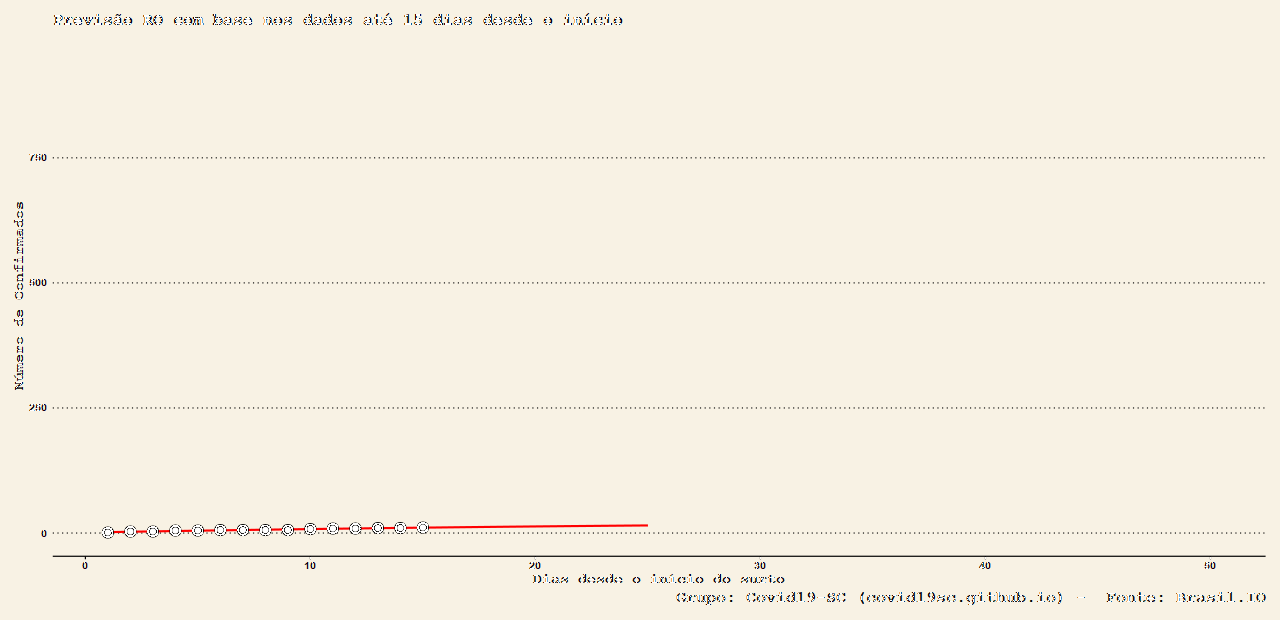 Previsão RO com base nos dados até 15 dias desde o início
750
500
250
0
Número de Confirmados
0 10 20 30 40 50
Dias desde o início do surto
Grupo: Covid19-SC (covid19sc.github.io) -- Fonte: Brasil.IO